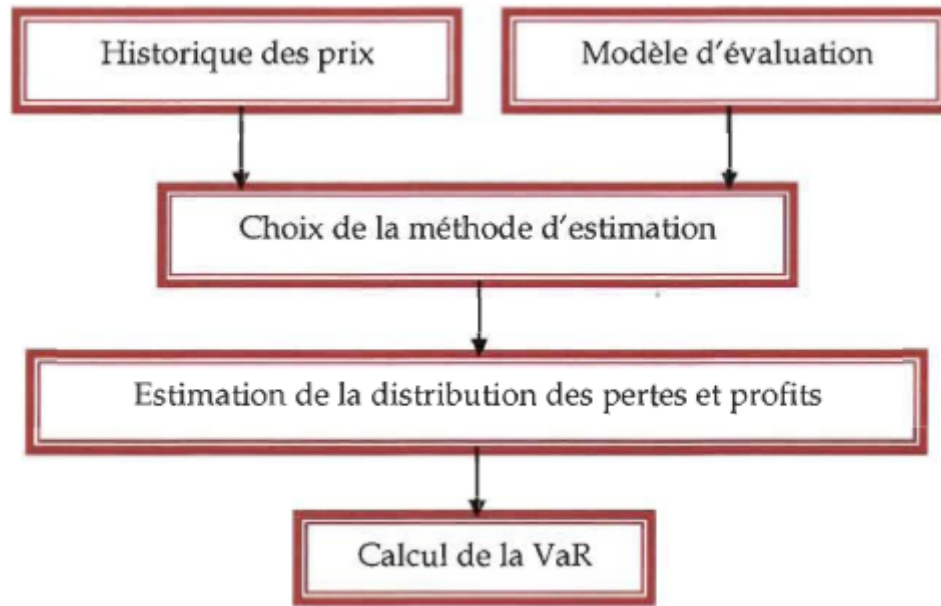 Historique des prix
Modèle d'évaluation
Choix de la méthode d'estimation
Estimation de la distribution des pertes et profits
Calcul de la VaR